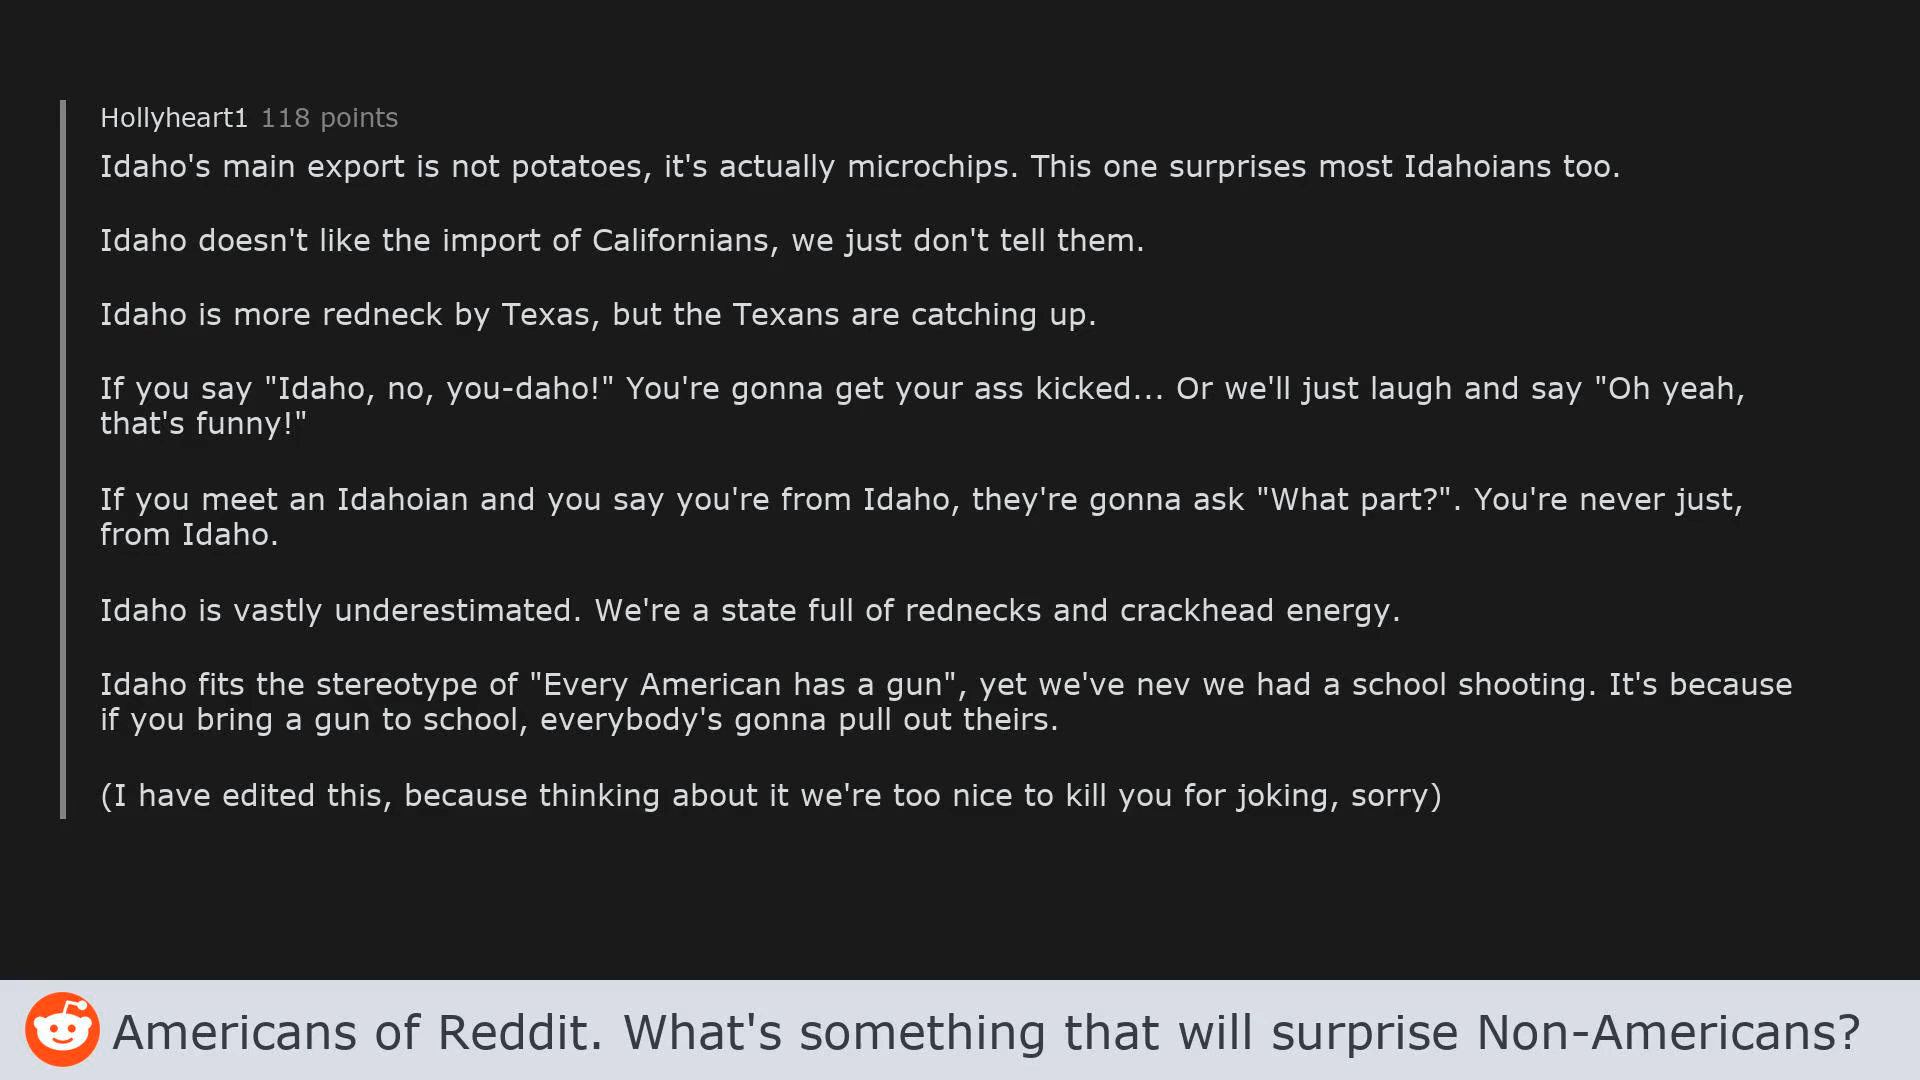 Hollyheart1 118 points
Idaho's main export is not potatoes, it's actually microchips. This one surprises most Idahoians too.
Idaho doesn't like the import of Californians, we just don't tell them.
Idaho is more redneck by Texas, but the Texans are catching up.
If you say "Idaho, no, you-daho!" You're gonna get your ass kicked... Or we'll just laugh and say "Oh yeah,
that's funny!"
If you meet an Idahoian and you say you're from Idaho, they're gonna ask "What part?". You're never just,
from Idaho.
Idaho is vastly underestimated. We're a state full of rednecks and crackhead energy.
Idaho fits the stereotype of "Every American has a gun", yet we've nev we had a school shooting. It's because
if you bring a gun to school, everybody's gonna pull out theirs.
(I have edited this, because thinking about it we're too nice to kill you for joking, sorry)
Americans of Reddit. What's something that will surprise Non-Americans?